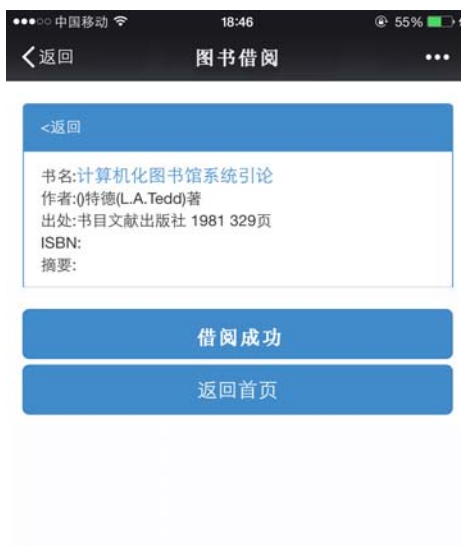 中国移动 18:46 55%
返回 图书借阅 •••
<返回
书名:计算机化图书馆系统引论
作者:()特德(L.A.Tedd)著
出处:书目文献出版社 1981 329页
ISBN:
摘要:
借阅成功
返回首页